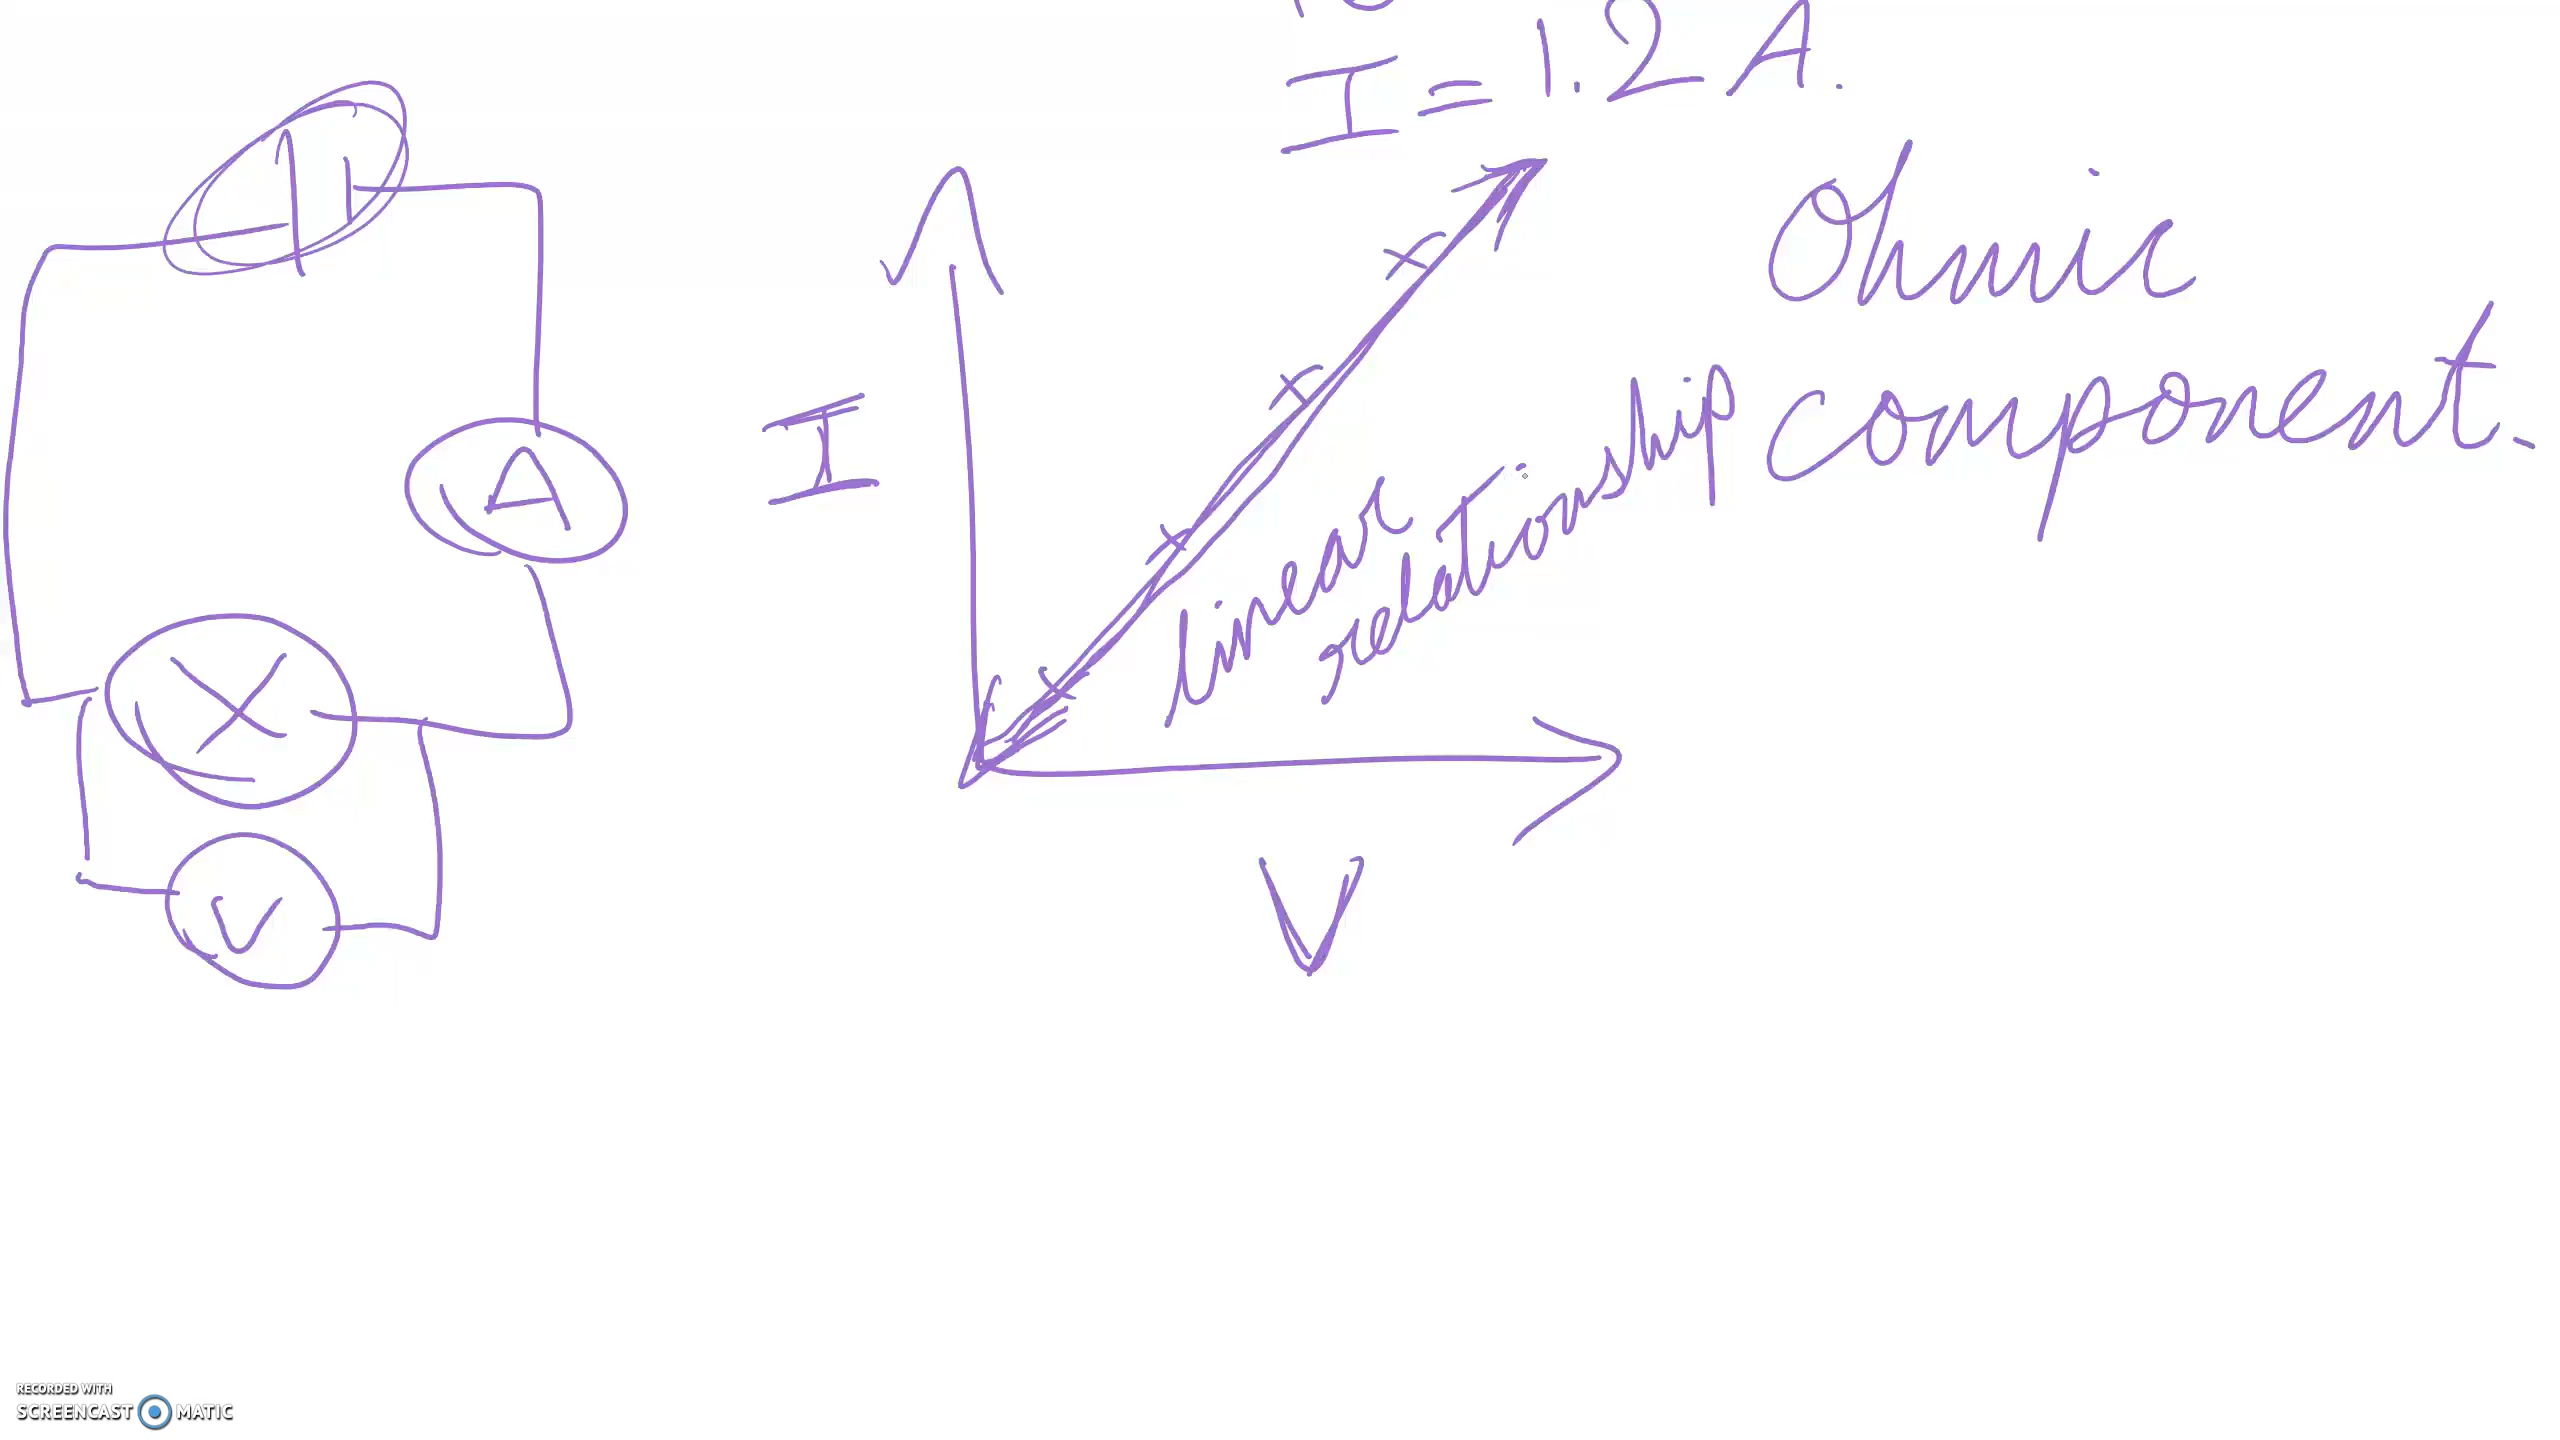 I = 1.2 A.
Ohmic
component.
linear
relationship
I
V
A
X
V
RECORDED WITH
SCREENCAST MATIC